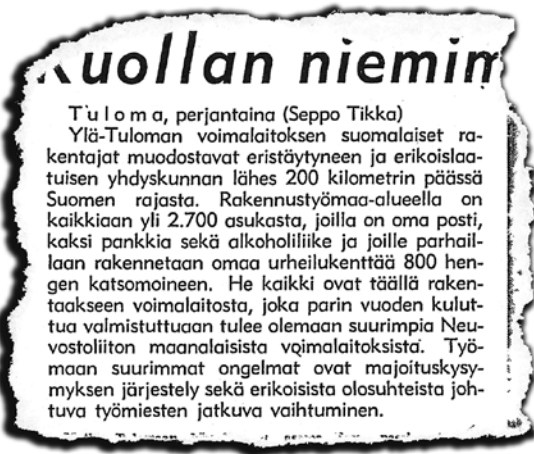 Kuollan niemim
Tuloma, perjantaina (Seppo Tikka)
Ylä-Tuloman voimalaitoksen suomalaiset ra-
kentajat muodostavat eristäytyneen ja erikoislaa-
tuisen yhdyskunnan lähes 200 kilometrin päässä
Suomen rajasta. Rakennustyömaa-alueella on
kaikkiaan yli 2.700 asukasta, joilla on oma posti,
kaksi pankkia sekä alkoholiliike ja joille parhail-
laan rakennetaan omaa urheilukenttää 800 hen-
gen katsomoineen. He kaikki ovat täällä raken-
taakseen voimalaitosta, joka parin vuoden kulut-
tua valmistuttuaan tulee olemaan suurimpia Neu-
vostoliiton maanalaisista voimalaitoksista. Työ-
maan suurimmat ongelmat ovat majoituskysy-
myksen järjestely sekä erikoisista olosuhteista joh-
tuva työmiesten jatkuva vaihtuminen.